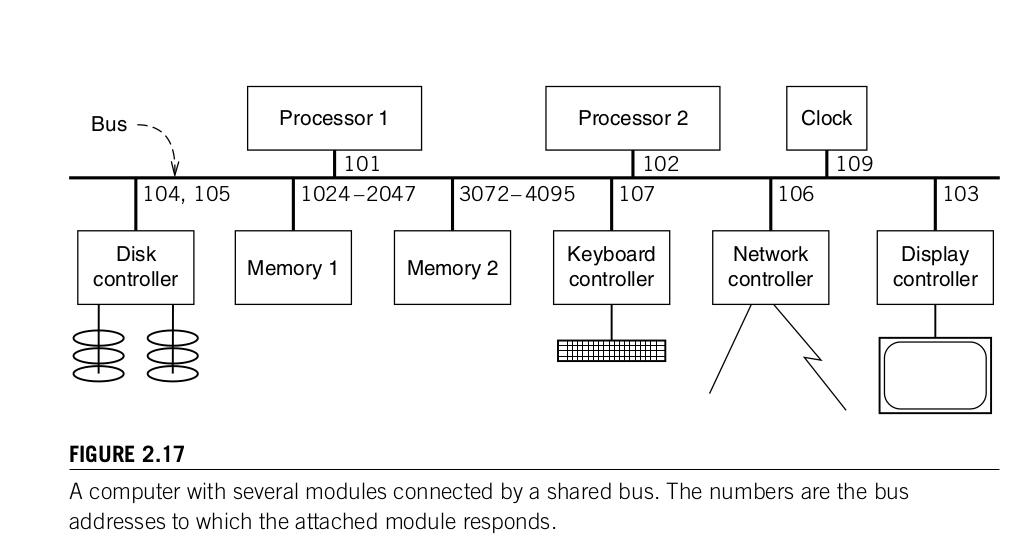 Bus
Processor 1
Processor 2
Clock
101
102
109
104, 105
1024–2047
3072–4095
107
106
103
Disk
controller
Memory 1
Memory 2
Keyboard
controller
Network
controller
Display
controller
FIGURE 2.17
A computer with several modules connected by a shared bus. The numbers are the bus
addresses to which the attached module responds.